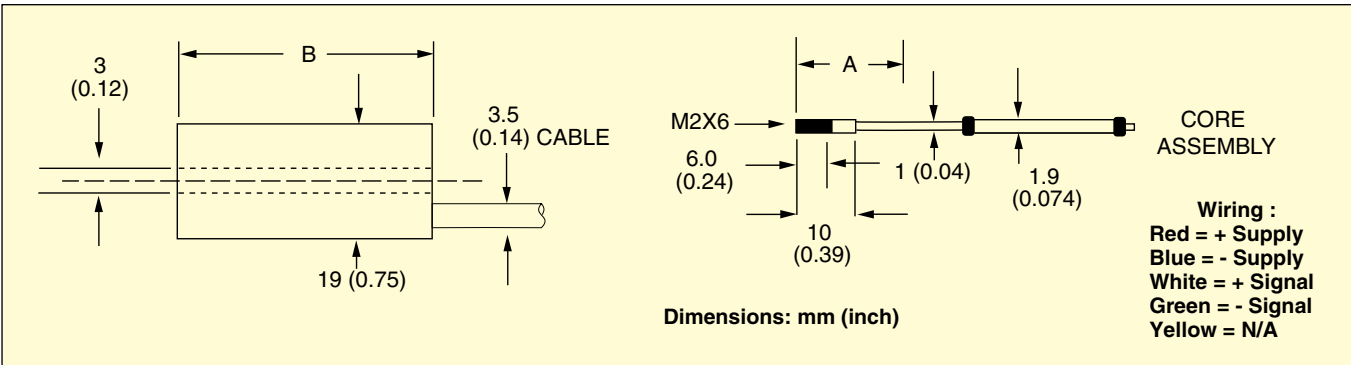 B
3
(0.12)
3.5
(0.14) CABLE
19 (0.75)
A
M2X6
6.0
(0.24)
10
(0.39)
1 (0.04)
1.9
(0.074)
CORE
ASSEMBLY
Dimensions: mm (inch)
Wiring :
Red = + Supply
Blue = - Supply
White = + Signal
Green = - Signal
Yellow = N/A